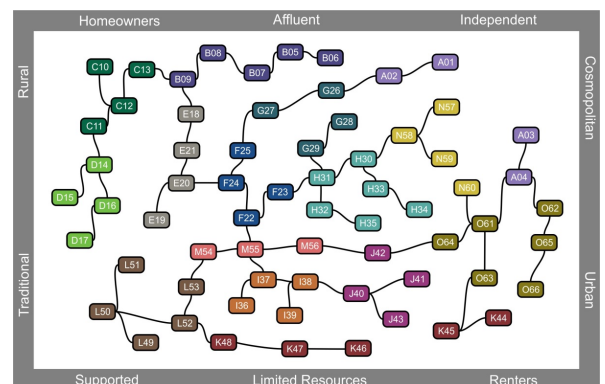 Homeowners Affluent Independent
Rural
Cosmopolitan
B08 B05 B06
C10 C13 B09 B07 A02 A01
C12 G27 G26
C11 E18 G28 N57
E21 F25 G29 N58 A03
D14 H30 N59
E20 F24 H31 H33 N60 A04
D15 D16 F23
E19 F22 H32 H34 O62
D17 H35 O61
M54 M55 M56 J42 O64 O65
L51
Traditional
Urban
L53 I37 I38 J41 O63 O66
L50 I36 I39 J40
L52 J43 K44
L49 K48 K47 K46 K45
Supported Limited Resources Renters